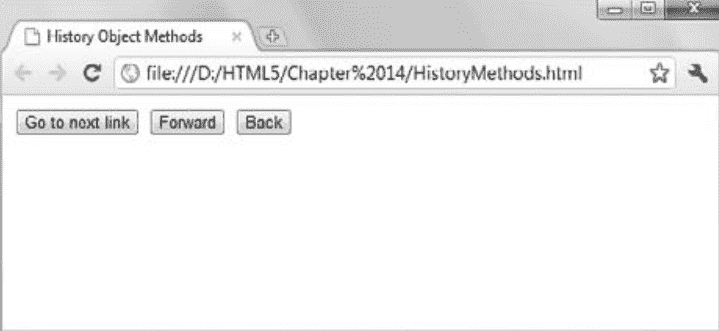 History Object Methods
file:///D:/HTML5/Chapter%2014/HistoryMethods.html
Go to next link Forward Back